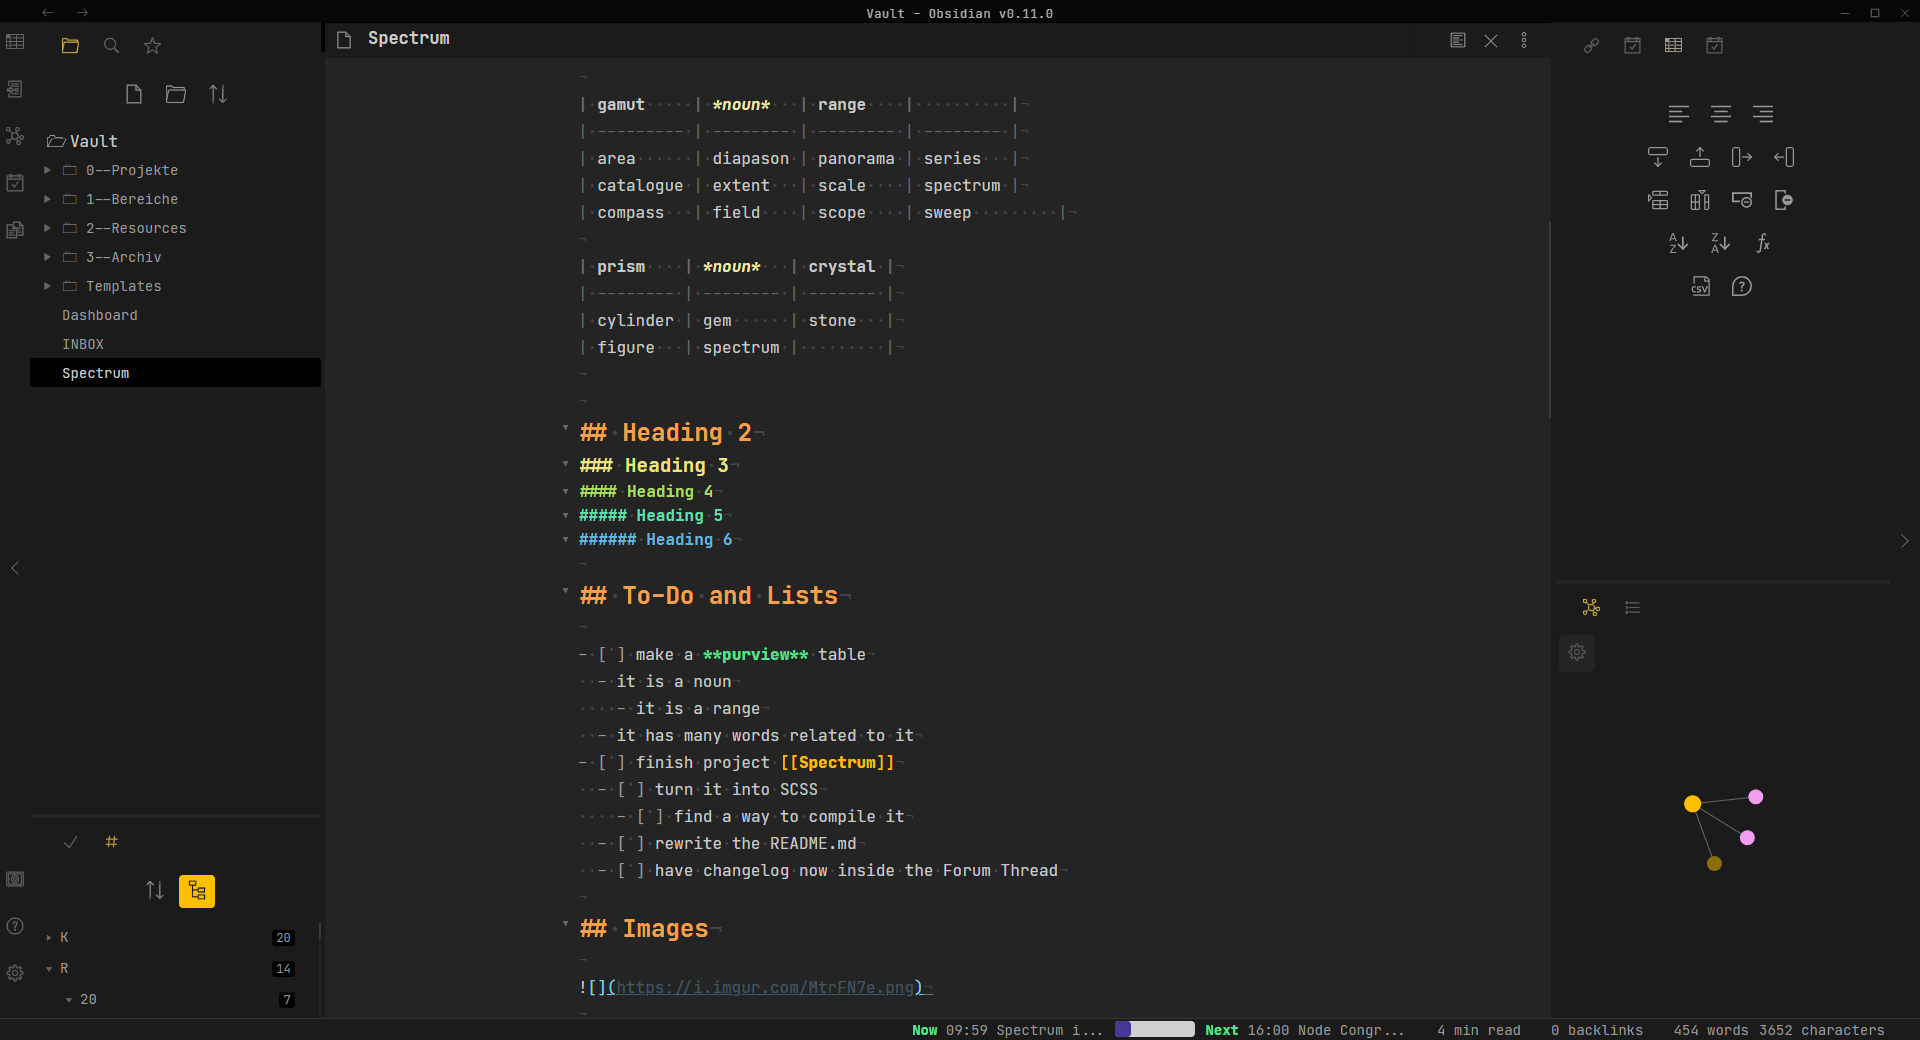 Vault - Obsidian v0.11.0
Spectrum
Vault
0--Projekte
1--Bereiche
2--Resources
3--Archiv
Templates
Dashboard
INBOX
Spectrum
#
K 20
R 14
20 7
| gamut | *noun* | range | |
| --------- | -------- | -------- | -------- |
| area | diapason | panorama | series |
| catalogue | extent | scale | spectrum |
| compass | field | scope | sweep |
| prism | *noun* | crystal |
| -------- | -------- | ------- |
| cylinder | gem | stone |
| figure | spectrum | |
## Heading 2
### Heading 3
#### Heading 4
##### Heading 5
###### Heading 6
## To-Do and Lists
- [ ] make a **purview** table
- it is a noun
- it is a range
- it has many words related to it
- [ ] finish project [[Spectrum]]
- [ ] turn it into SCSS
- [ ] find a way to compile it
- [ ] rewrite the README.md
- [ ] have changelog now inside the Forum Thread
## Images
![](https://i.imgur.com/MtrFN7e.png)
A Z Z A fx
CSV ?
Now 09:59 Spectrum i... Next 16:00 Node Congr... 4 min read 0 backlinks 454 words 3652 characters